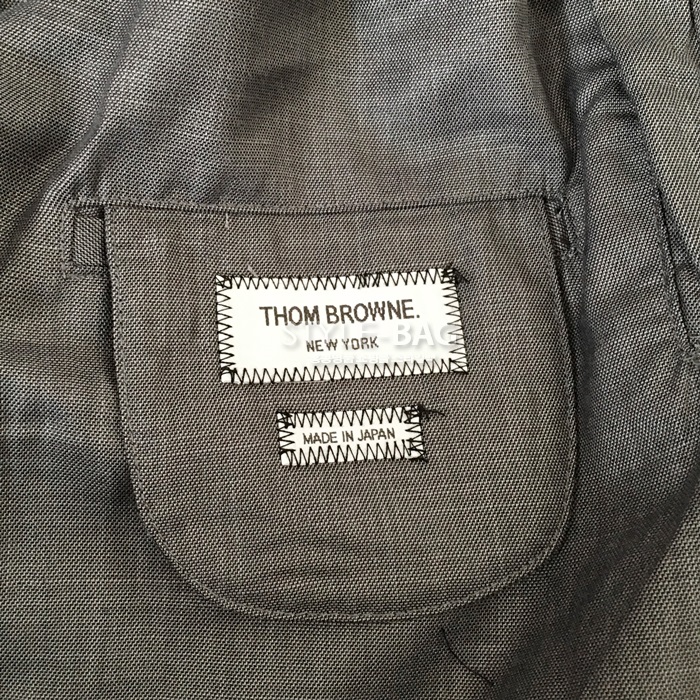 THOM BROWNE.
STYLE-BAG
NEW YORK
MADE IN JAPAN